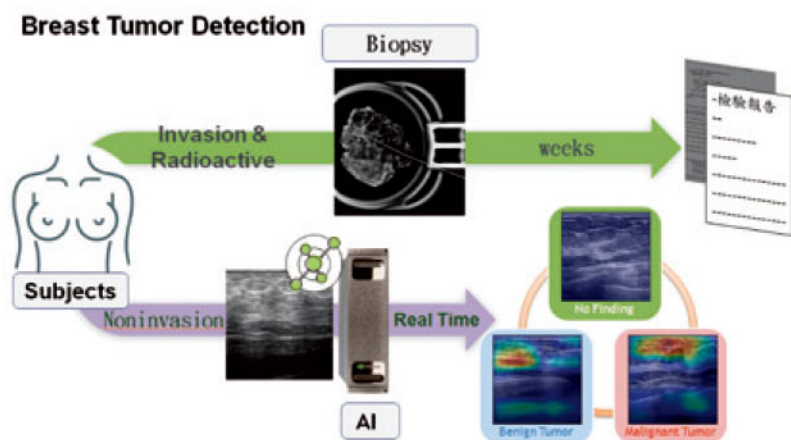 Breast Tumor Detection
Biopsy
Invasion &
Radioactive
weeks
-檢驗報告
Subjects
Noninvasion
Real Time
AI
No Finding
Benign Tumor
Malignant Tumor